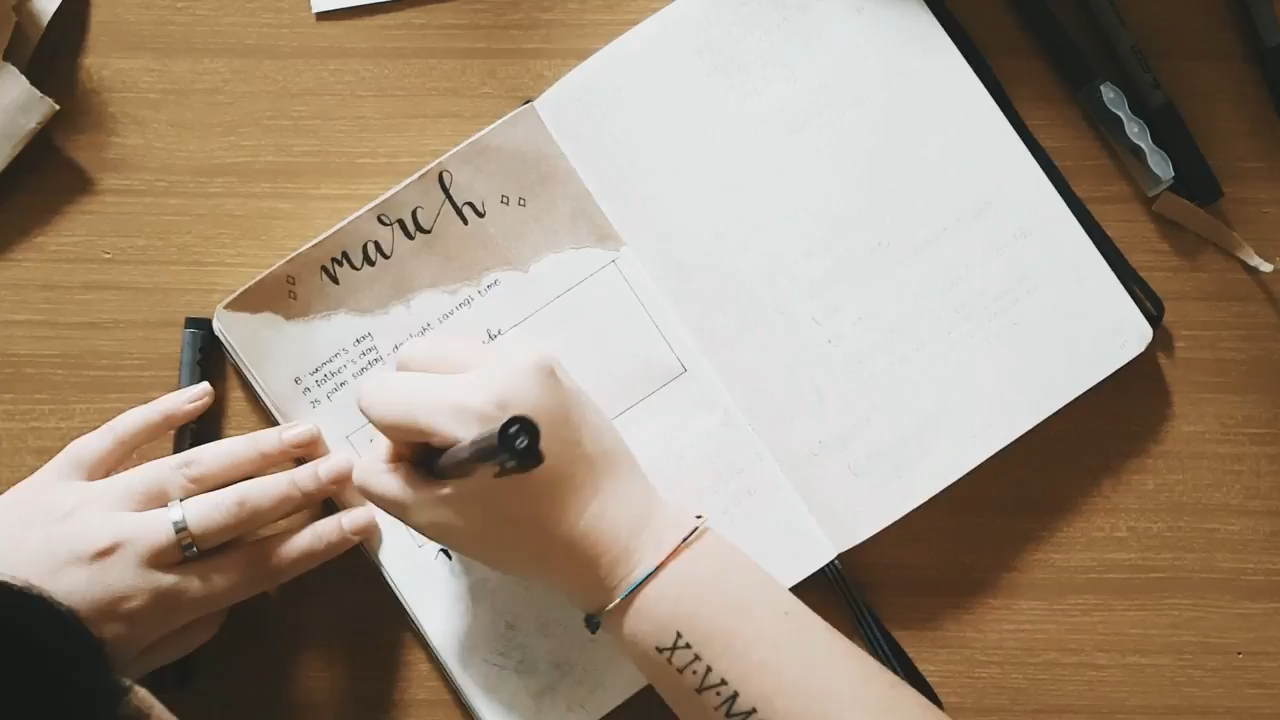 march
8 - women's day
19 - father's day
25 palm sunday - daylight savings time
XI·V·M